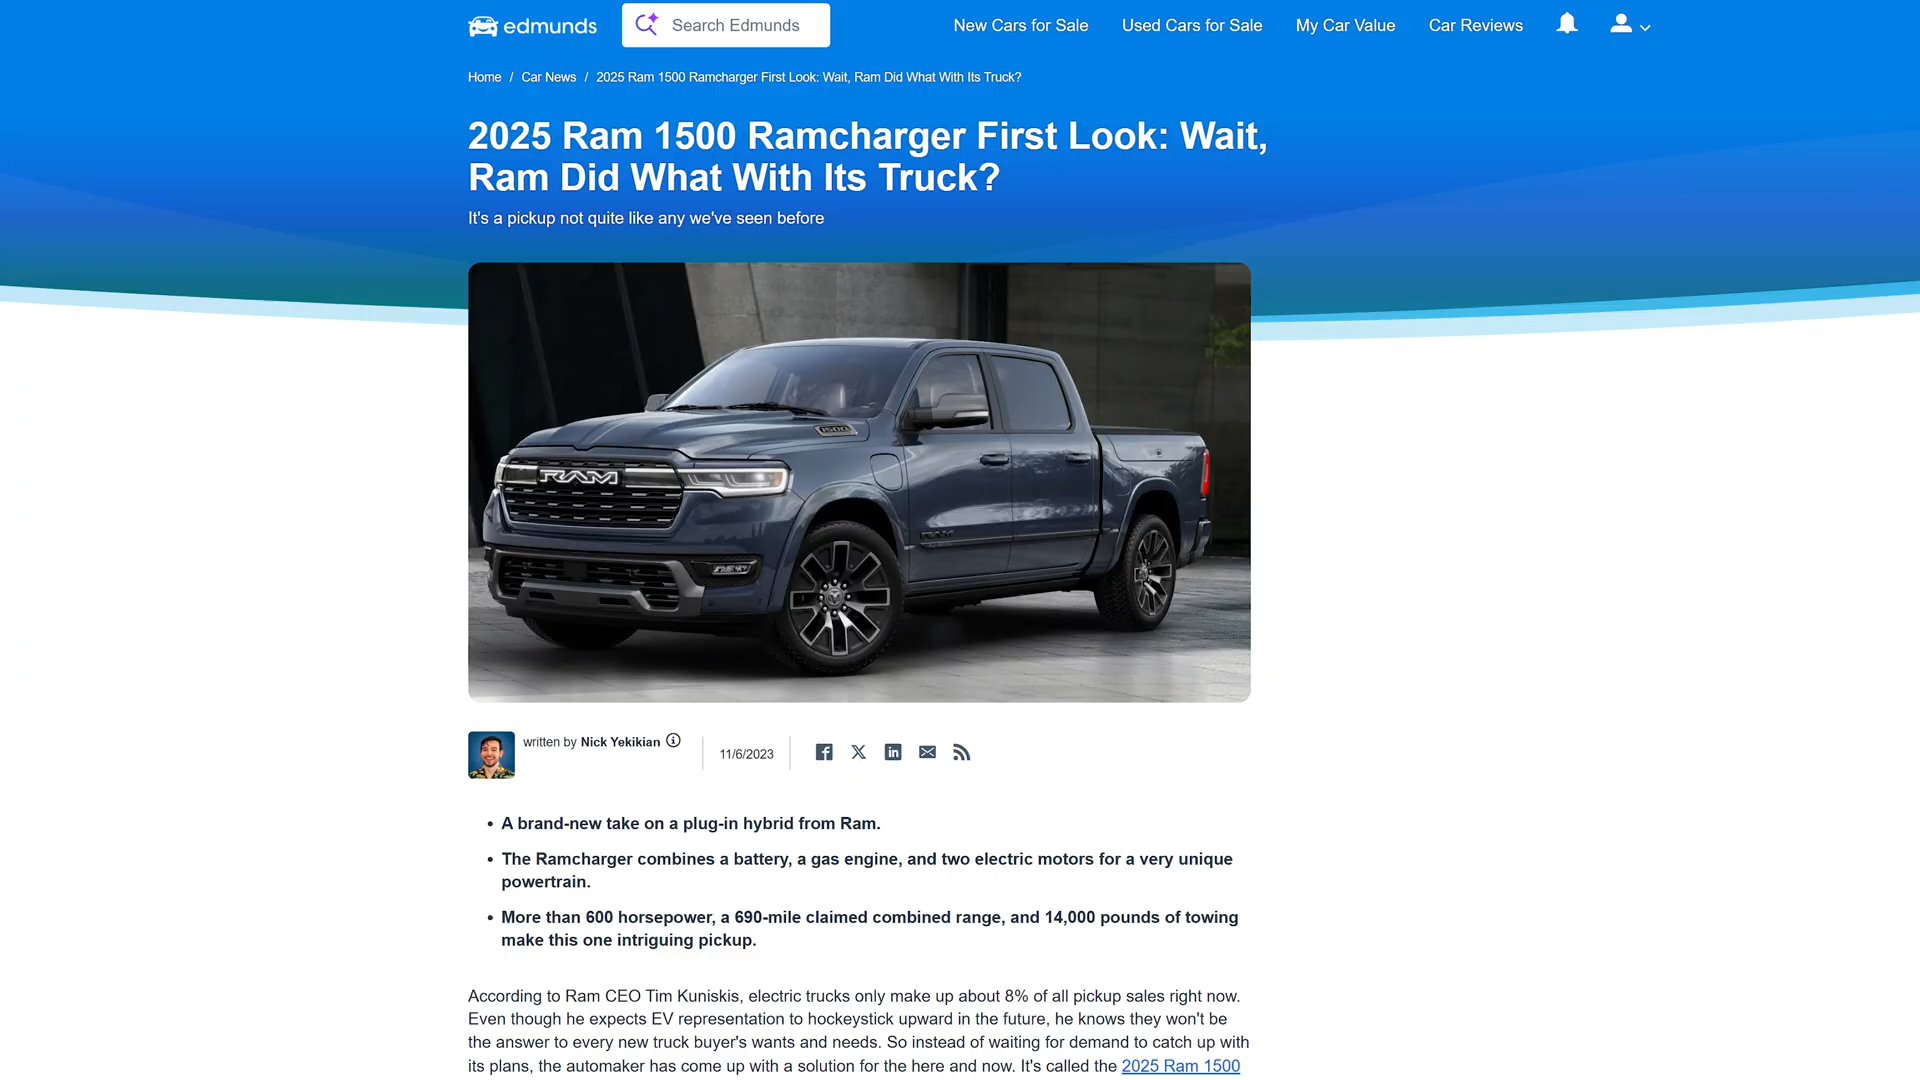 edmunds
Search Edmunds
New Cars for Sale
Used Cars for Sale
My Car Value
Car Reviews
Home / Car News / 2025 Ram 1500 Ramcharger First Look: Wait, Ram Did What With Its Truck?
2025 Ram 1500 Ramcharger First Look: Wait,
Ram Did What With Its Truck?
It's a pickup not quite like any we've seen before
1500
RAM
RAM
written by Nick Yekikian
11/6/2023
• A brand-new take on a plug-in hybrid from Ram.
• The Ramcharger combines a battery, a gas engine, and two electric motors for a very unique
powertrain.
• More than 600 horsepower, a 690-mile claimed combined range, and 14,000 pounds of towing
make this one intriguing pickup.
According to Ram CEO Tim Kuniskis, electric trucks only make up about 8% of all pickup sales right now.
Even though he expects EV representation to hockeystick upward in the future, he knows they won't be
the answer to every new truck buyer's wants and needs. So instead of waiting for demand to catch up with
its plans, the automaker has come up with a solution for the here and now. It's called the 2025 Ram 1500